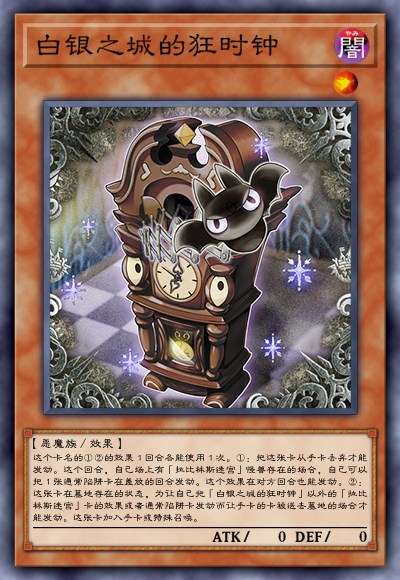 白银之城的狂时钟
やみ
闇
【恶魔族/效果】
这个卡名的①②的效果1回合各能使用1次。①：把这张卡从手卡丢弃才能
发动。这个回合，自己场上有「拉比林斯迷宫」怪兽存在的场合，自己可以
把1张通常陷阱卡在盖放的回合发动。这个效果在对方回合也能发动。②：
这张卡在墓地存在的状态，为让自己把「白银之城的狂时钟」以外的「拉比
林斯迷宫」卡的效果或者通常陷阱卡发动而让手卡的卡被送去墓地的场合才
能发动。这张卡加入手卡或特殊召唤。
ATK/ 0 DEF/ 0